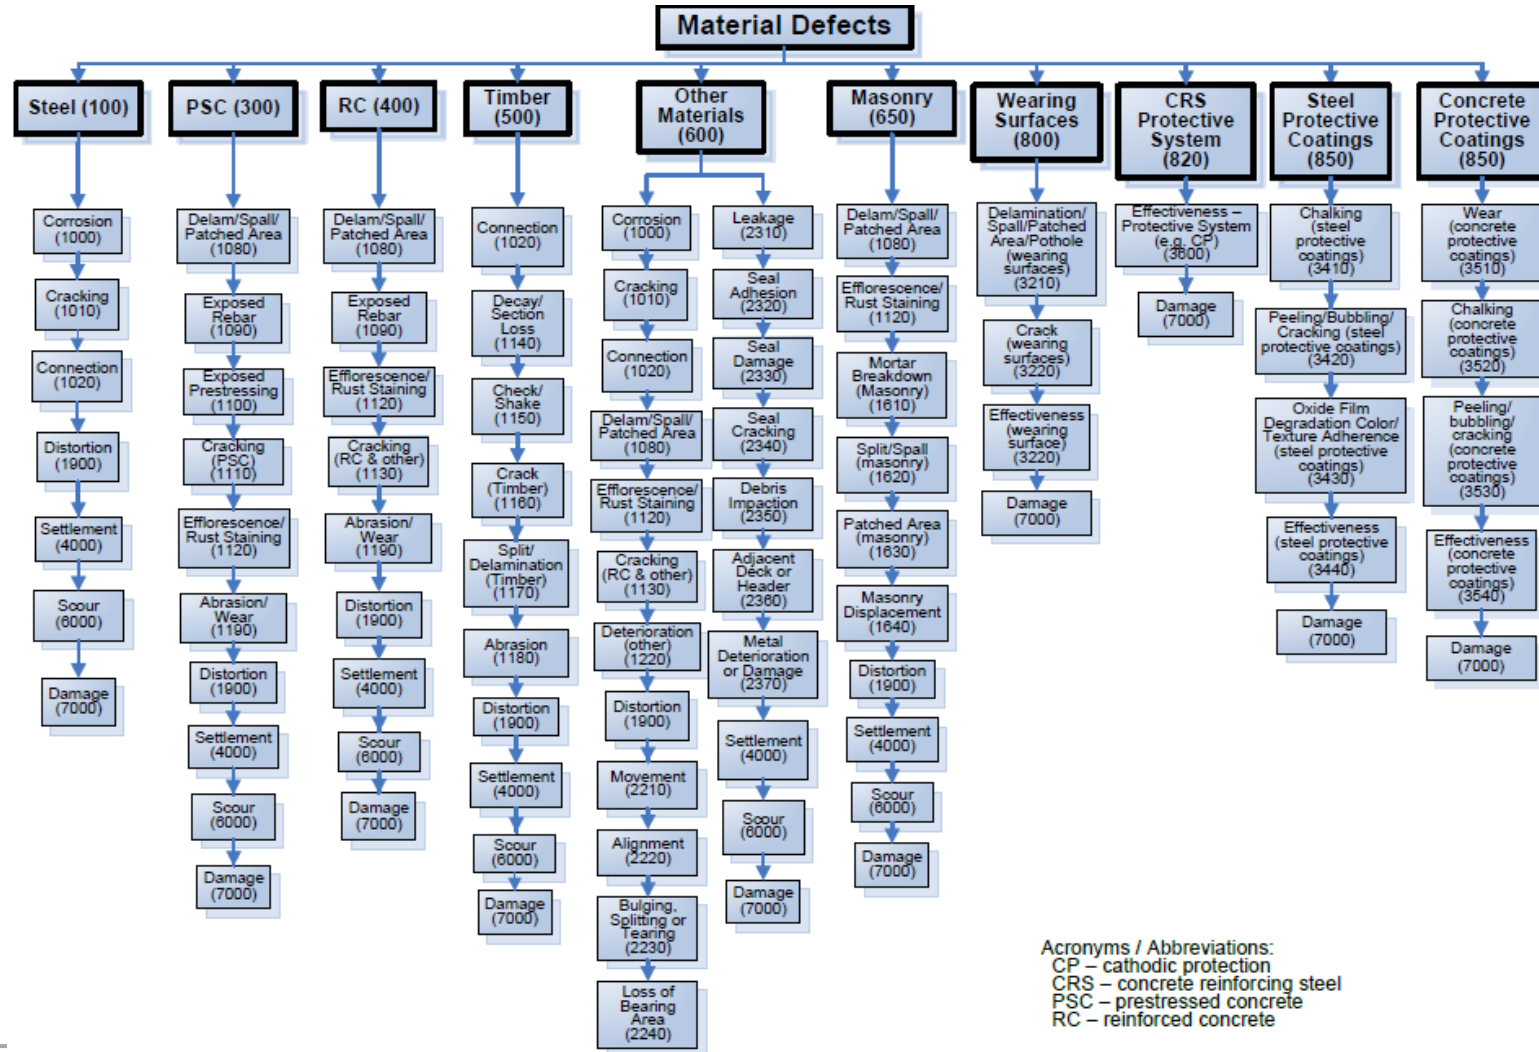 Material Defects
Steel (100)
Corrosion
(1000)
Cracking
(1010)
Connection
(1020)
Distortion
(1900)
Settlement
(4000)
Scour
(6000)
Damage
(7000)
PSC (300)
Delam/Spall/
Patched Area
(1080)
Exposed
Rebar
(1090)
Exposed
Prestressing
(1100)
Cracking
(PSC)
(1110)
Efflorescence/
Rust Staining
(1120)
Abrasion/
Wear
(1190)
Distortion
(1900)
Settlement
(4000)
Scour
(6000)
Damage
(7000)
RC (400)
Delam/Spall/
Patched Area
(1080)
Exposed
Rebar
(1090)
Efflorescence/
Rust Staining
(1120)
Cracking
(RC & other)
(1130)
Abrasion/
Wear
(1190)
Distortion
(1900)
Settlement
(4000)
Scour
(6000)
Damage
(7000)
Timber
(500)
Connection
(1020)
Decay/
Section
Loss
(1140)
Check/
Shake
(1150)
Crack
(Timber)
(1160)
Split/
Delamination
(Timber)
(1170)
Abrasion
(1180)
Distortion
(1900)
Settlement
(4000)
Scour
(6000)
Damage
(7000)
Other
Materials
(600)
Corrosion
(1000)
Cracking
(1010)
Connection
(1020)
Delam/Spall/
Patched Area
(1080)
Efflorescence/
Rust Staining
(1120)
Cracking
(RC & other)
(1130)
Deterioration
(other)
(1220)
Distortion
(1900)
Movement
(2210)
Alignment
(2220)
Bulging,
Splitting or
Tearing
(2230)
Loss of
Bearing
Area
(2240)
Leakage
(2310)
Seal
Adhesion
(2320)
Seal
Damage
(2330)
Seal
Cracking
(2340)
Debris
Impaction
(2350)
Adjacent
Deck or
Header
(2360)
Metal
Deterioration
or Damage
(2370)
Settlement
(4000)
Scour
(6000)
Damage
(7000)
Masonry
(650)
Delam/Spall/
Patched Area
(1080)
Efflorescence/
Rust Staining
(1120)
Mortar
Breakdown
(Masonry)
(1610)
Split/Spall
(masonry)
(1620)
Patched Area
(masonry)
(1630)
Masonry
Displacement
(1640)
Distortion
(1900)
Settlement
(4000)
Scour
(6000)
Damage
(7000)
Wearing
Surfaces
(800)
Delamination/
Spall/Patched
Area/Pothole
(wearing
surfaces)
(3210)
Crack
(wearing
surfaces)
(3220)
Effectiveness
(wearing
surface)
(3220)
Damage
(7000)
CRS
Protective
System
(820)
Effectiveness –
Protective System
(e.g. CP)
(3600)
Damage
(7000)
Steel
Protective
Coatings
(850)
Chalking
(steel
protective
coatings)
(3410)
Peeling/Bubbling/
Cracking (steel
protective coatings)
(3420)
Oxide Film
Degradation Color/
Texture Adherence
(steel protective
coatings)
(3430)
Effectiveness
(steel protective
coatings)
(3440)
Damage
(7000)
Concrete
Protective
Coatings
(850)
Wear
(concrete
protective
coatings)
(3510)
Chalking
(concrete
protective
coatings)
(3520)
Peeling/
bubbling/
cracking
(concrete
protective
coatings)
(3530)
Effectiveness
(concrete
protective
coatings)
(3540)
Damage
(7000)
Acronyms / Abbreviations:
CP – cathodic protection
CRS – concrete reinforcing steel
PSC – prestressed concrete
RC – reinforced concrete